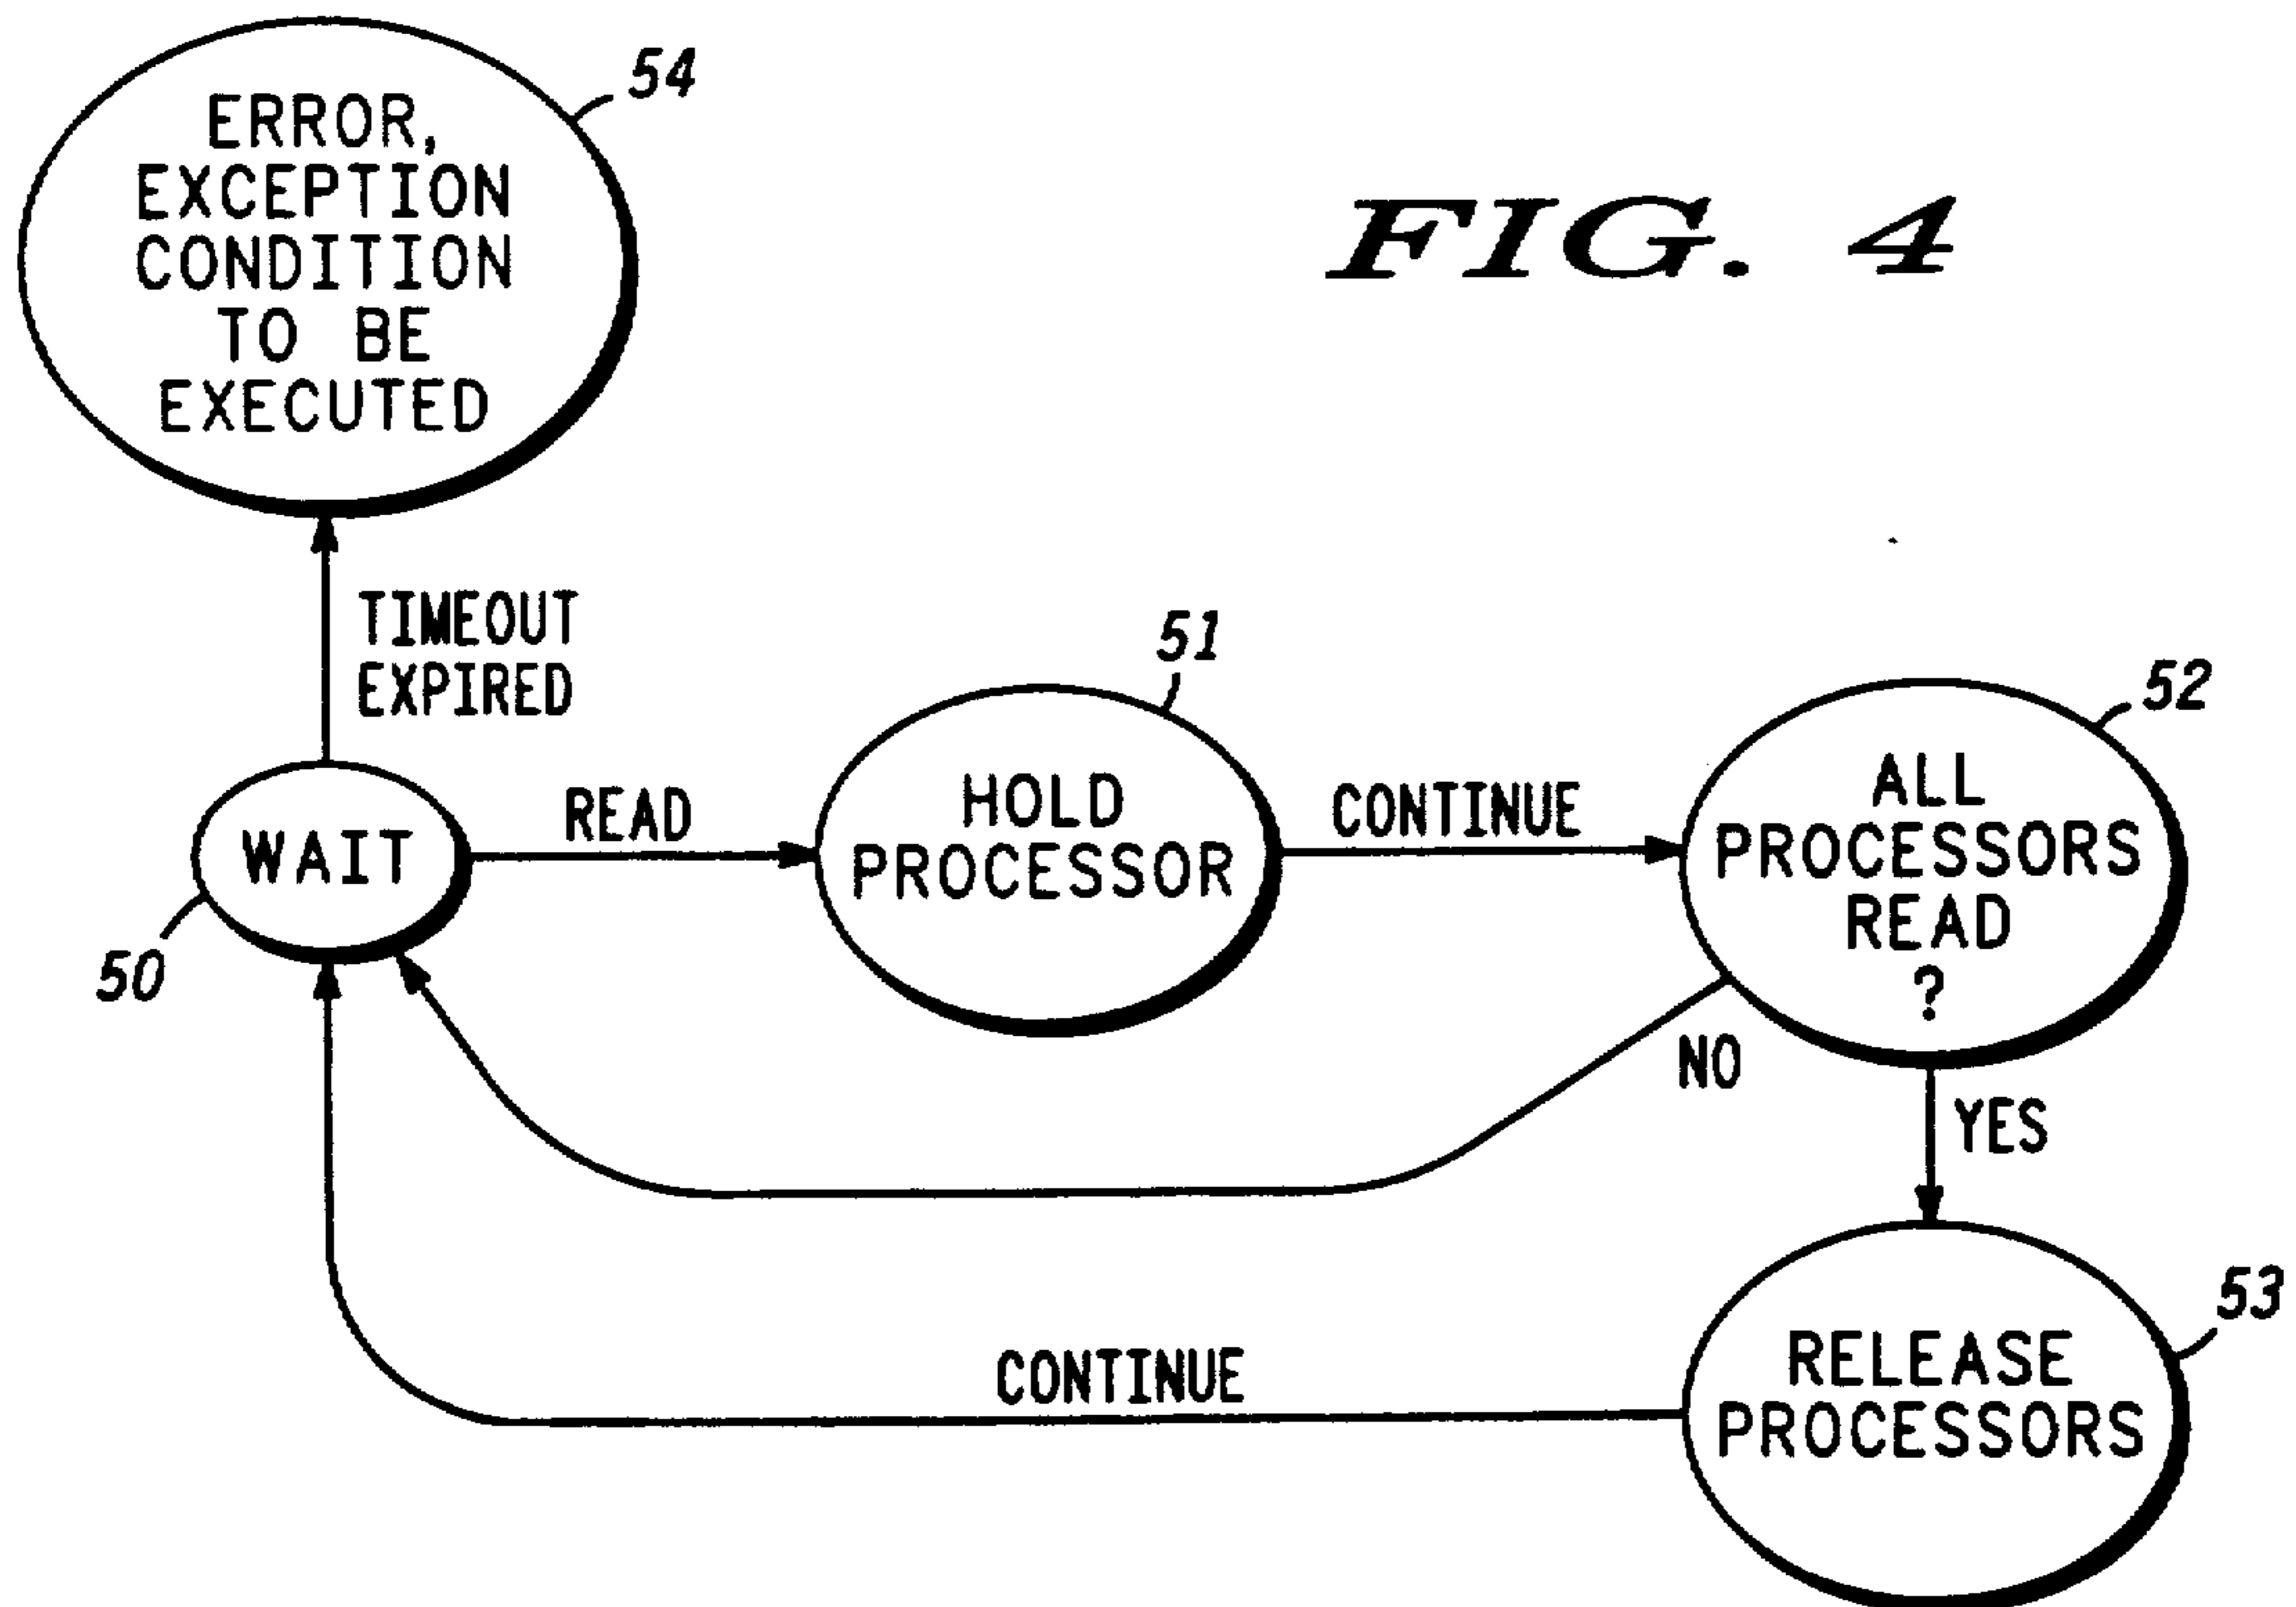 54
ERROR,
EXCEPTION
CONDITION
TO BE
EXECUTED
FIG. 4
TIMEOUT
EXPIRED
51
52
WAIT
50
READ
HOLD
PROCESSOR
CONTINUE
ALL
PROCESSORS
READ
?
NO
YES
53
RELEASE
PROCESSORS
CONTINUE